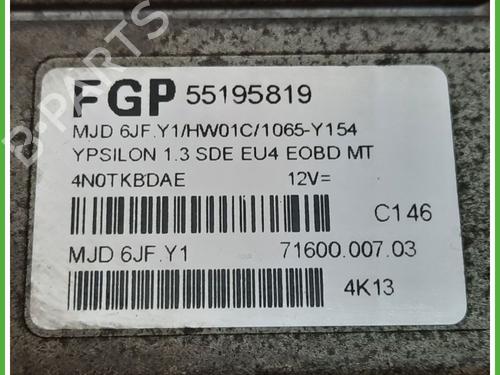 FGP 55195819
MJD 6JF.Y1/HW01C/1065-Y154
YPSILON 1.3 SDE EU4 EOBD MT
4N0TKBDAE 12V=
C146
MJD 6JF.Y1 71600.007.03
4K13